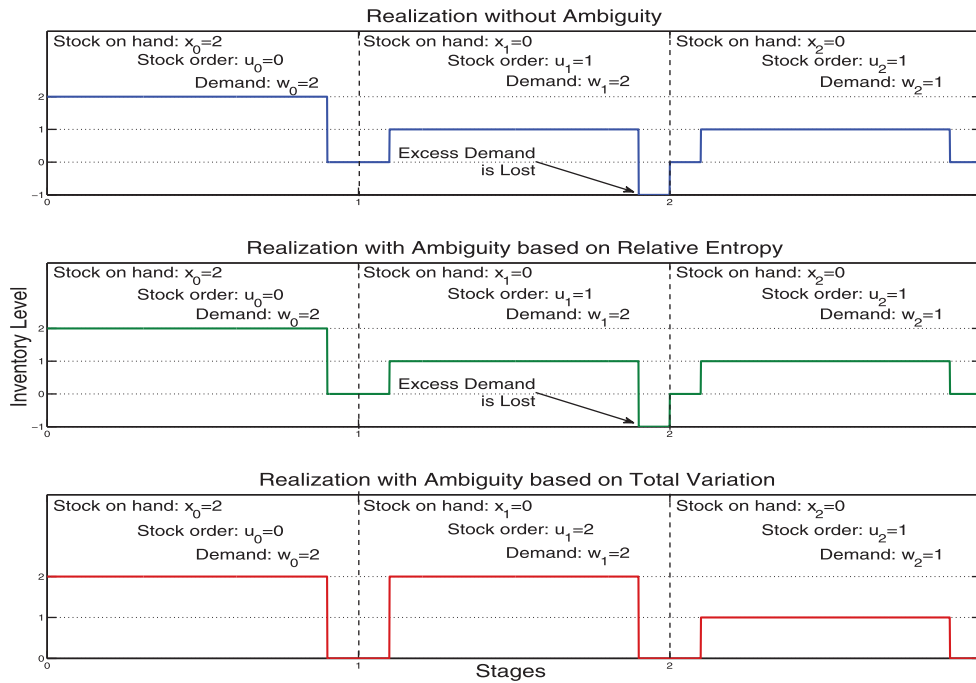 Realization without Ambiguity
Stock on hand: x0=2
Stock order: u0=0
Demand: w0=2
Stock on hand: x1=0
Stock order: u1=1
Demand: w1=2
Stock on hand: x2=0
Stock order: u2=1
Demand: w2=1
Excess Demand
is Lost
2
1
0
−1
0
1
2
Realization with Ambiguity based on Relative Entropy
Stock on hand: x0=2
Stock order: u0=0
Demand: w0=2
Stock on hand: x1=0
Stock order: u1=1
Demand: w1=2
Stock on hand: x2=0
Stock order: u2=1
Demand: w2=1
Excess Demand
is Lost
2
1
0
−1
0
1
2
Inventory Level
Realization with Ambiguity based on Total Variation
Stock on hand: x0=2
Stock order: u0=0
Demand: w0=2
Stock on hand: x1=0
Stock order: u1=2
Demand: w1=2
Stock on hand: x2=0
Stock order: u2=1
Demand: w2=1
2
1
0
0
1
2
Stages